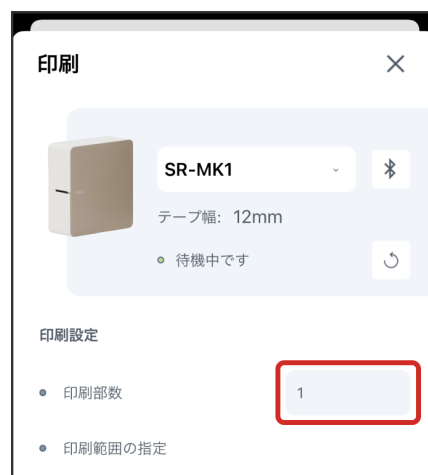 印刷
SR-MK1
テープ幅: 12mm
待機中です
印刷設定
印刷部数 1
印刷範囲の指定